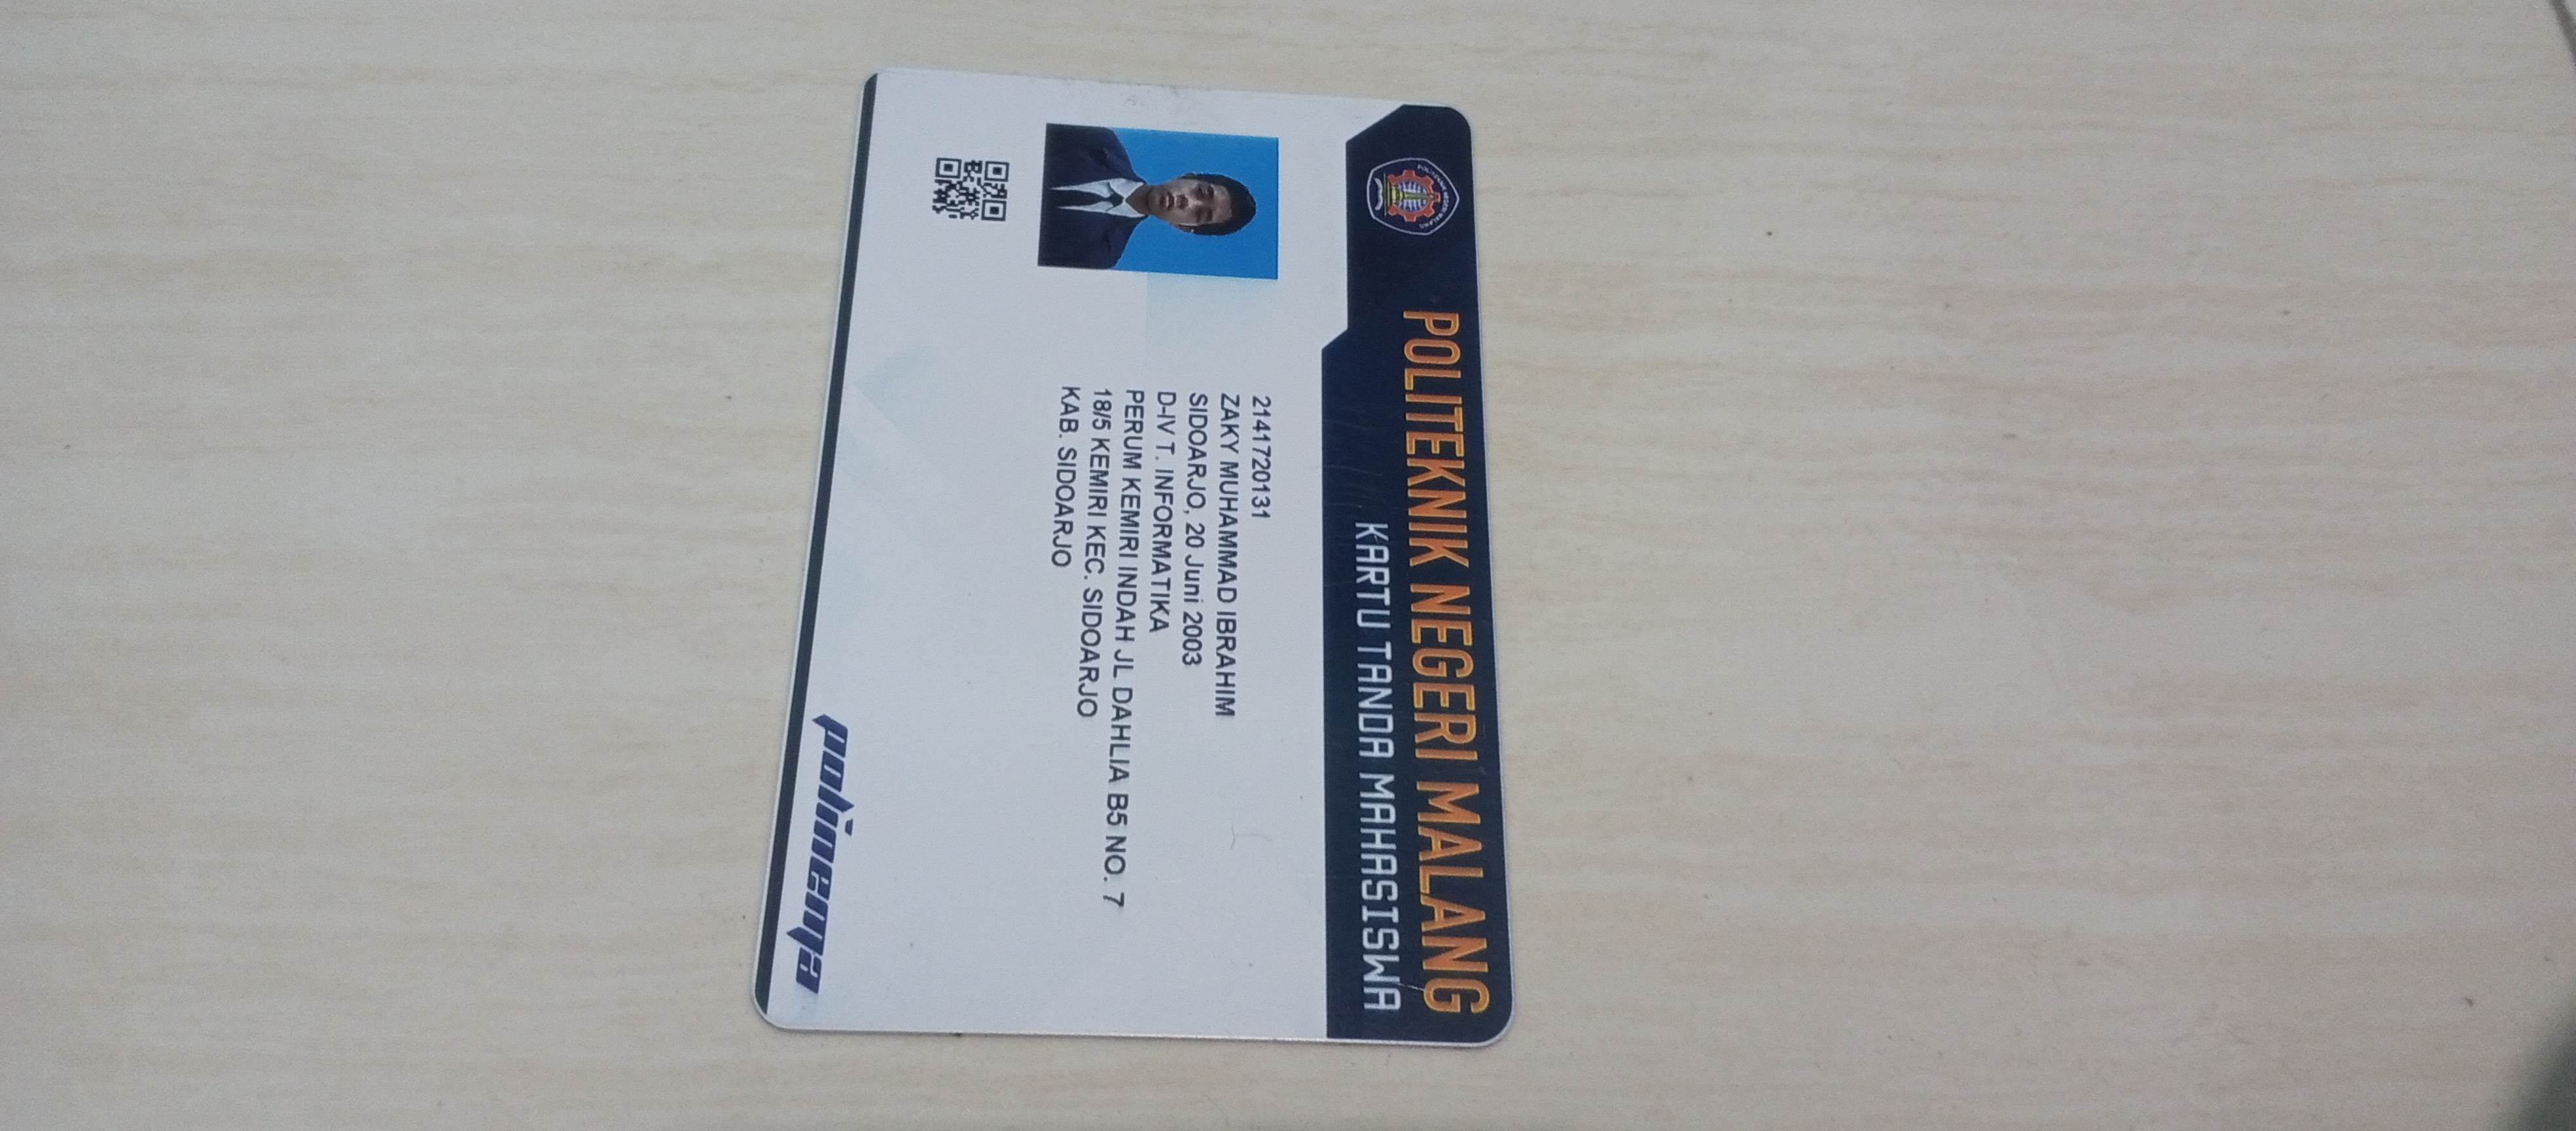 POLITEKNIK NEGERI MALANG
KARTU TANDA MAHASISWA
2141720131
ZAKY MUHAMMAD IBRAHIM
SIDOARJO, 20 Juni 2003
D-IV T. INFORMATIKA
PERUM KEMIRI INDAH JL DAHLIA B5 NO. 7
18/5 KEMIRI KEC. SIDOARJO
KAB. SIDOARJO
polinema